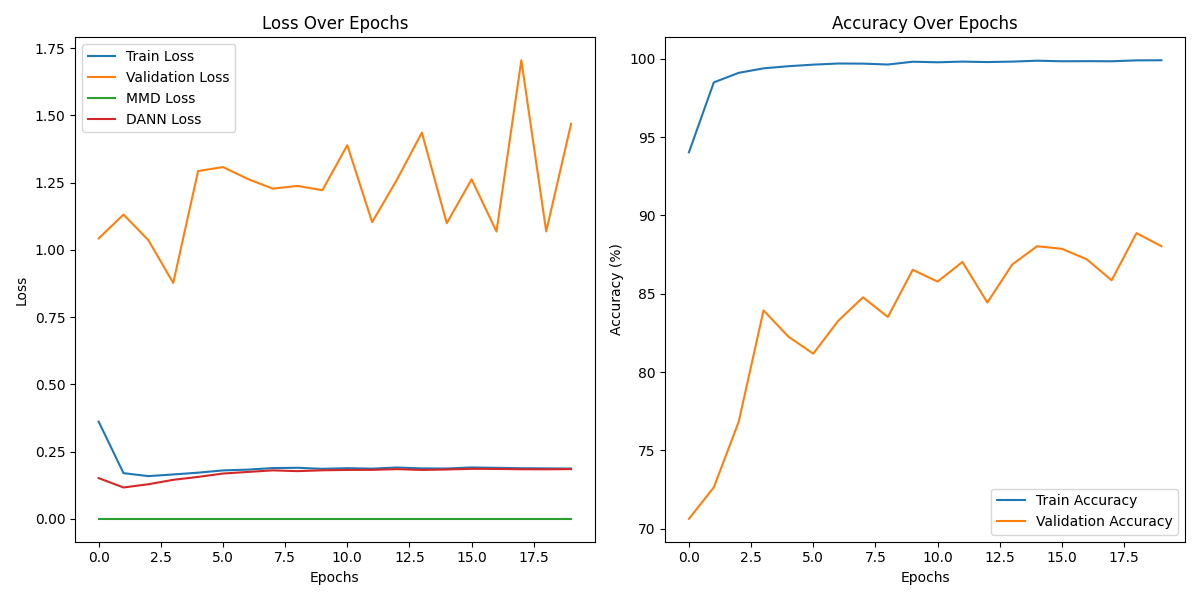 Loss Over Epochs
Train Loss
Validation Loss
MMD Loss
DANN Loss
1.75
1.50
1.25
1.00
0.75
0.50
0.25
0.00
Loss
0.0 2.5 5.0 7.5 10.0 12.5 15.0 17.5
Epochs
Accuracy Over Epochs
100
95
90
85
80
75
70
Accuracy (%)
Train Accuracy
Validation Accuracy
0.0 2.5 5.0 7.5 10.0 12.5 15.0 17.5
Epochs